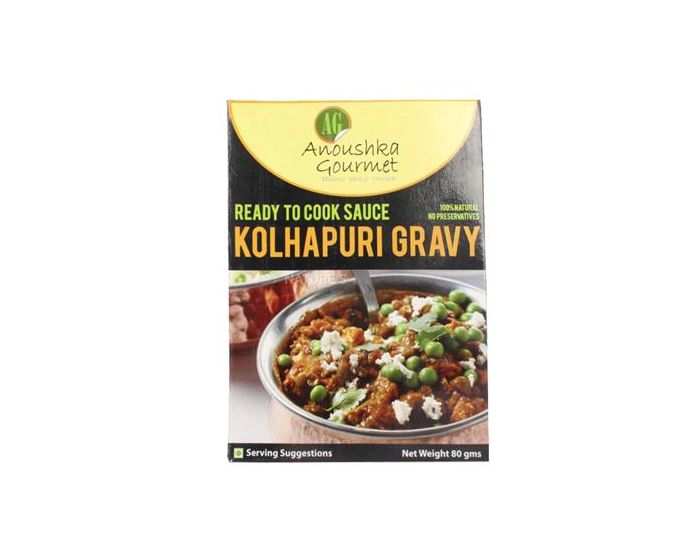 AG
Anoushka
Gourmet
READY TO COOK SAUCE
100% NATURAL
NO PRESERVATIVES
KOLHAPURI GRAVY
NATURE'S
Serving Suggestions
Net Weight 80 gms